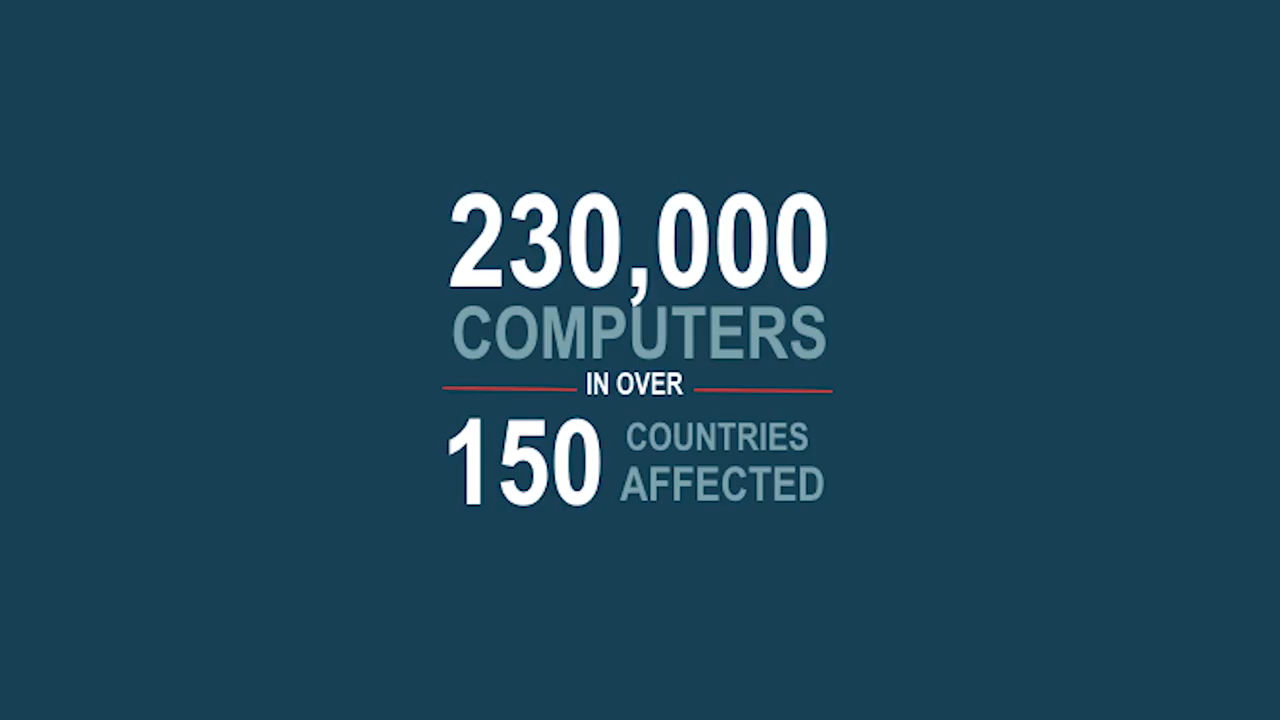 230,000
COMPUTERS
IN OVER
150 COUNTRIES
AFFECTED